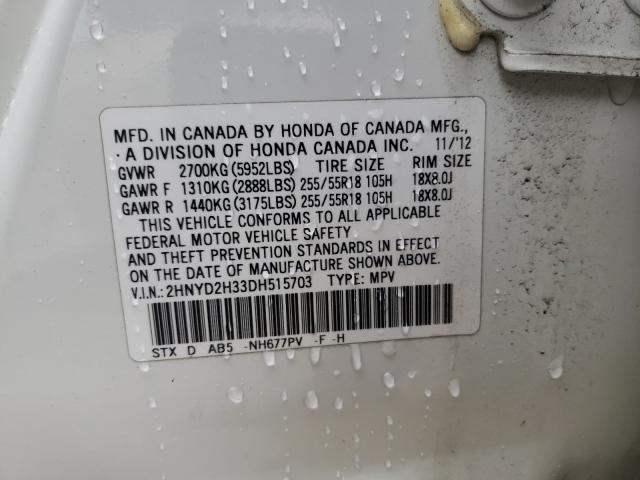 MFD. IN CANADA BY HONDA OF CANADA MFG.,
A DIVISION OF HONDA CANADA INC. 11/'12
GVWR 2700KG (5952LBS) TIRE SIZE RIM SIZE
GAWR F 1310KG (2888LBS) 255/55R18 105H 18X8.0J
GAWR R 1440KG (3175LBS) 255/55R18 105H 18X8.0J
THIS VEHICLE CONFORMS TO ALL APPLICABLE
FEDERAL MOTOR VEHICLE SAFETY
AND THEFT PREVENTION STANDARDS IN EFFECT
ON THE DATE OF MANUFACTURE SHOWN ABOVE.
V.I.N.: 2HNYD2H33DH515703 TYPE: MPV
STX D AB5 -NH677PV -F -H